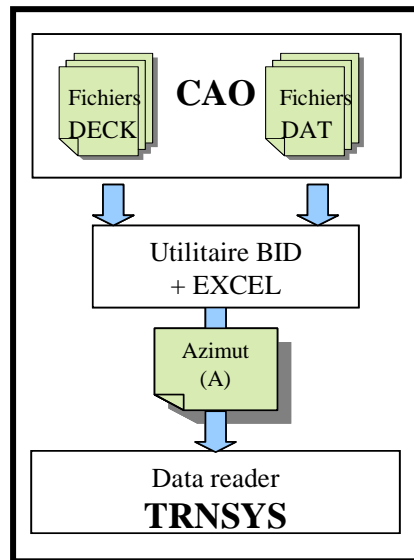 CAO
Fichiers
DECK
Fichiers
DAT
Utilitaire BID
+ EXCEL
Azimut
(A)
Data reader
TRNSYS